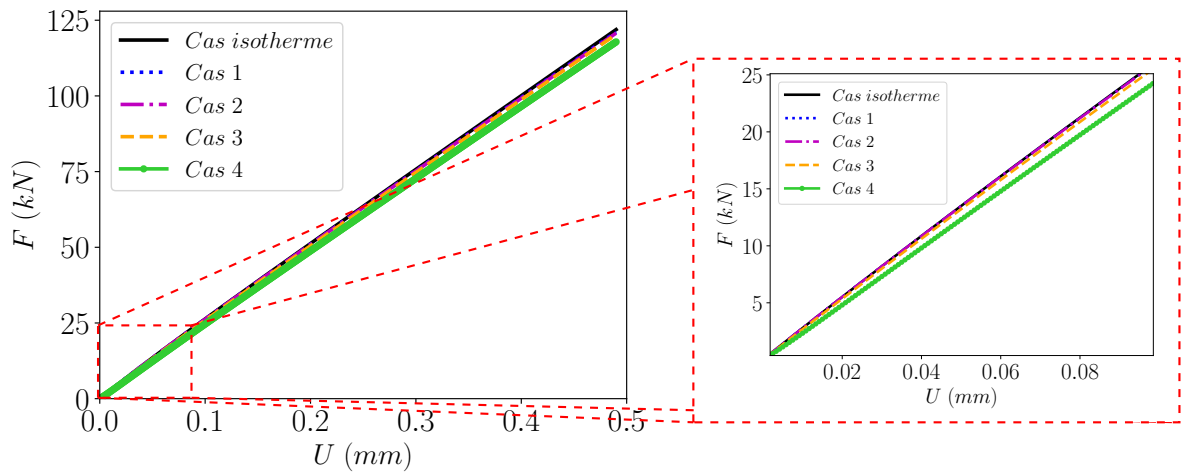 125
100
75
50
25
0
F (kN)
Cas isotherme
Cas 1
Cas 2
Cas 3
Cas 4
0.0 0.1 0.2 0.3 0.4 0.5
U (mm)
25
20
15
10
5
F (kN)
Cas isotherme
Cas 1
Cas 2
Cas 3
Cas 4
0.02 0.04 0.06 0.08
U (mm)